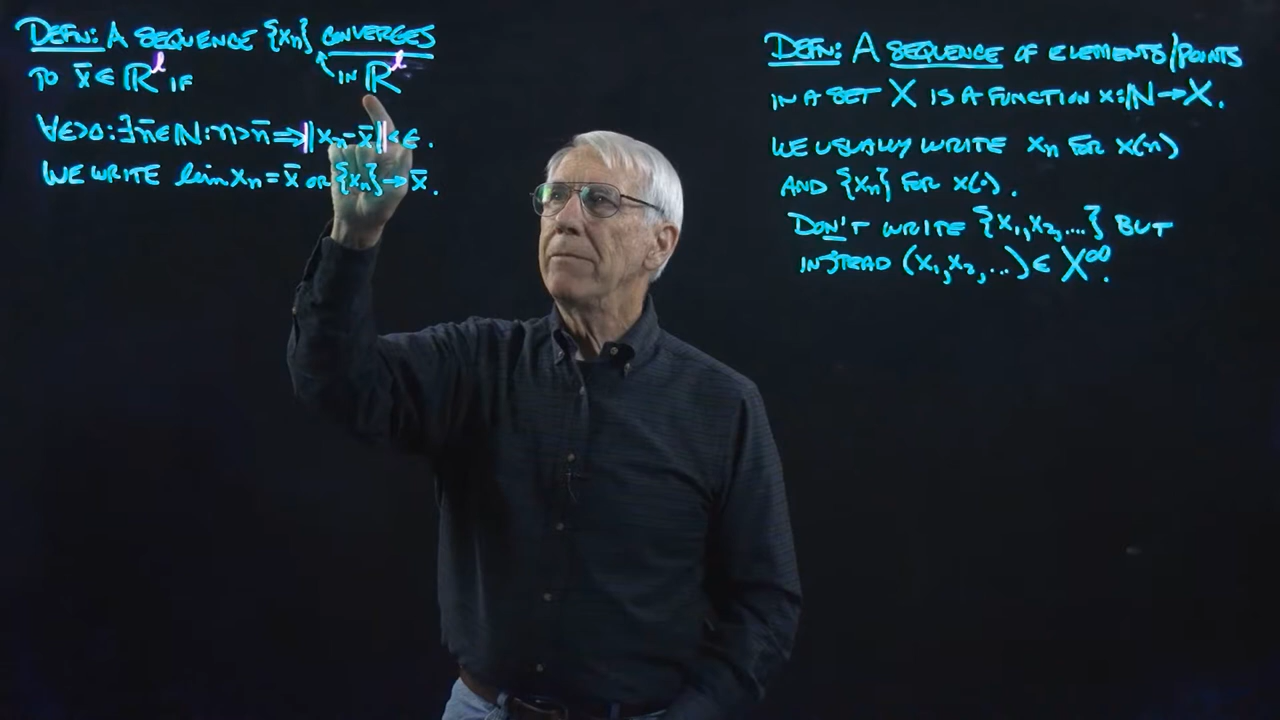 DEFN: A SEQUENCE {xₙ} CONVERGES
TO x̄ ∈ ℝˡ IF ↖ IN ℝˡ
∀ϵ>0: ∃n̄∈ℕ: n>n̄ ⟹ ||xₙ-x̄||<ϵ.
WE WRITE lim xₙ = x̄ OR {xₙ}→x̄.
DEFN: A SEQUENCE OF ELEMENTS/POINTS
IN A SET X IS A FUNCTION x: ℕ→X.
WE USUALLY WRITE xₙ FOR x(n)
AND {xₙ} FOR x(·).
DON'T WRITE {x₁,x₂,...} BUT
INSTEAD (x₁,x₂,...) ∈ X^∞.